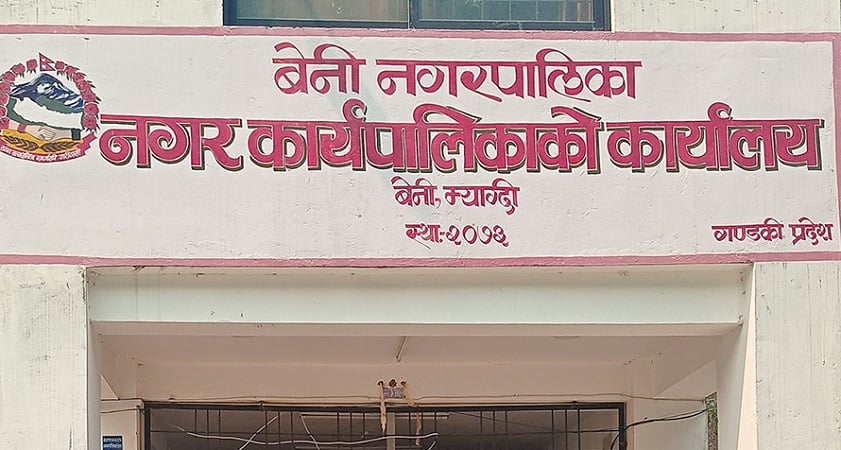 बेनी नगरपालिका
नगर कार्यपालिकाको कार्यालय
बेनी, म्याग्दी
स्था:-२०७३
गण्डकी प्रदेश